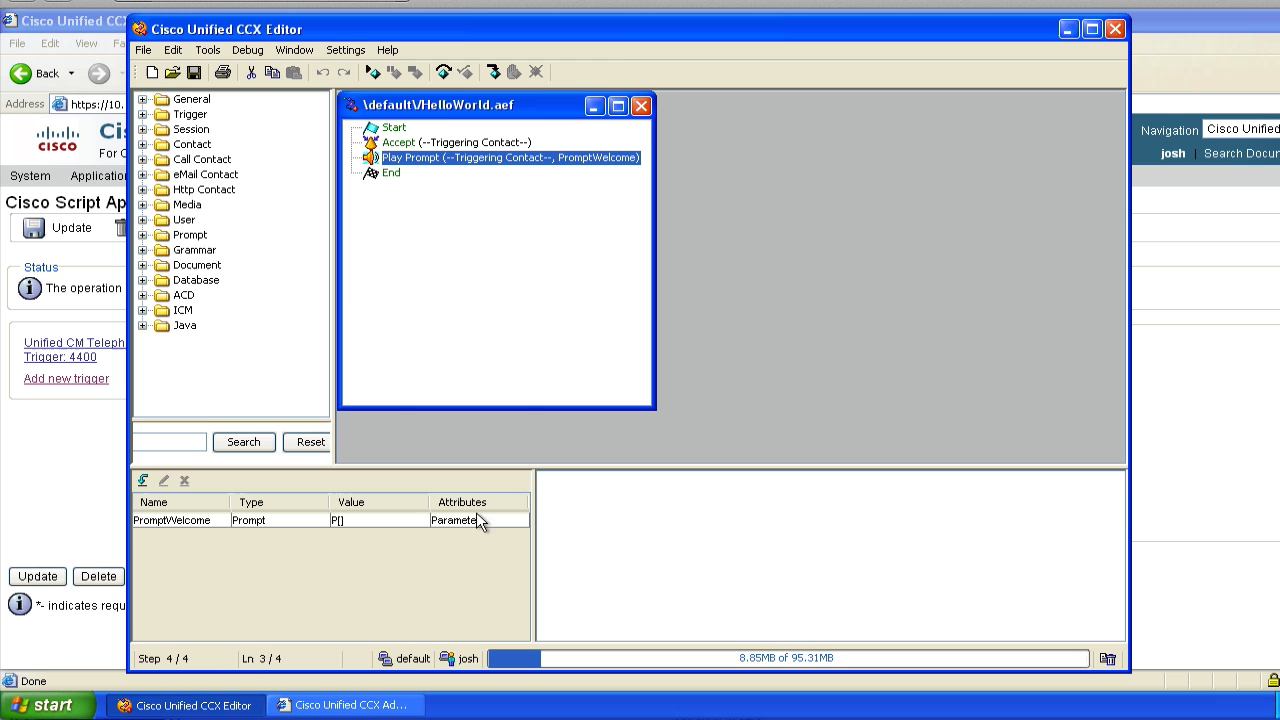 Cisco Unified CCX
File Edit View Fa
Back
Address https://10.
CISCO
Ci
For C
System Applicatio
Cisco Script Ap
Update
Status
The operation
Unified CM Teleph
Trigger: 4400
Add new trigger
Update Delete
*- indicates requ
Done
Cisco Unified CCX Editor
File Edit Tools Debug Window Settings Help
General
Trigger
Session
Contact
Call Contact
eMail Contact
Http Contact
Media
User
Prompt
Grammar
Document
Database
ACD
ICM
Java
Search Reset
\default\/HelloWorld.aef
Start
Accept (--Triggering Contact--)
Play Prompt (--Triggering Contact--, PromptWelcome)
End
Name Type Value Attributes
PromptWelcome Prompt P[] Paramete
Step 4 / 4 Ln 3 / 4 default josh 8.85MB of 95.31MB
Navigation Cisco Unified
josh Search Docum
start Cisco Unified CCX Editor Cisco Unified CCX Ad...